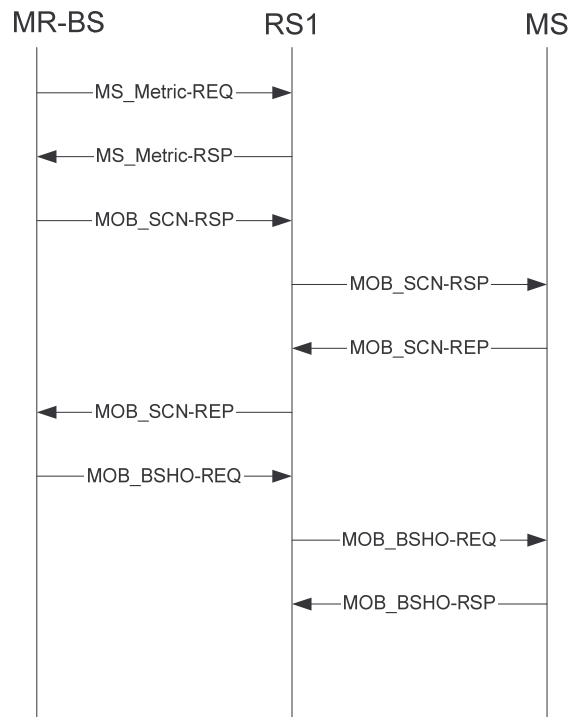 MR-BS RS1 MS
MS_Metric-REQ
MS_Metric-RSP
MOB_SCN-RSP
MOB_SCN-RSP
MOB_SCN-REP
MOB_SCN-REP
MOB_BSHO-REQ
MOB_BSHO-REQ
MOB_BSHO-RSP